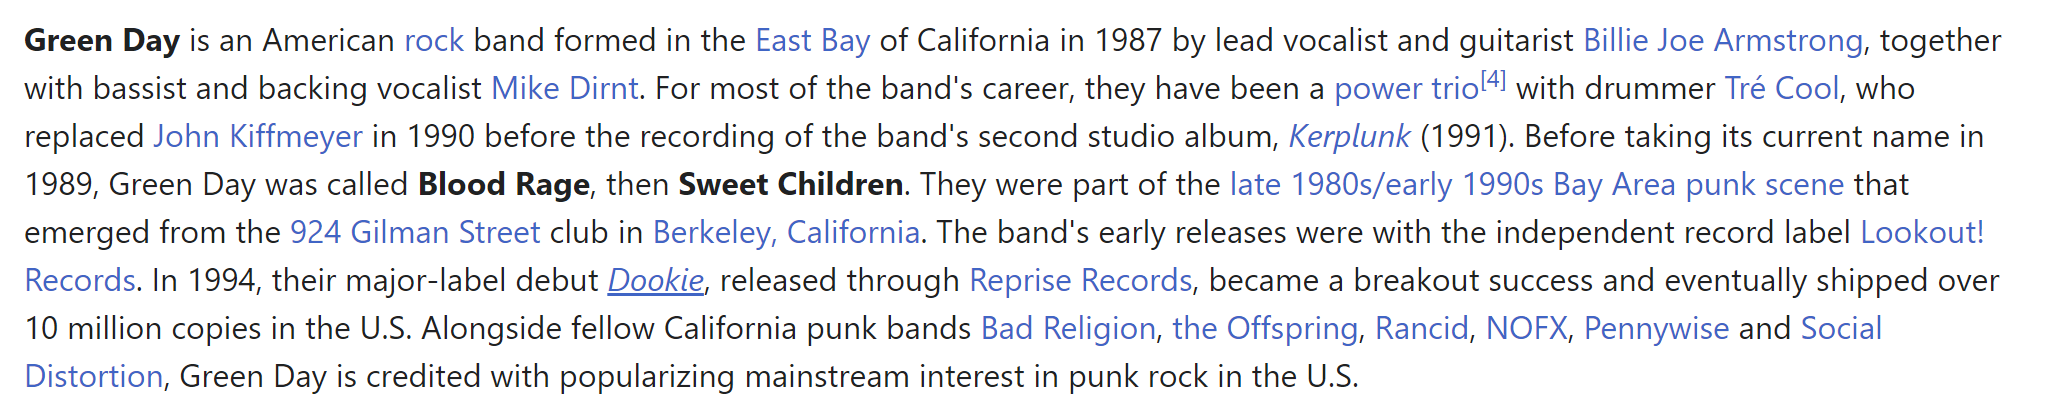 Green Day is an American rock band formed in the East Bay of California in 1987 by lead vocalist and guitarist Billie Joe Armstrong, together
with bassist and backing vocalist Mike Dirnt. For most of the band's career, they have been a power trio[4] with drummer Tré Cool, who
replaced John Kiffmeyer in 1990 before the recording of the band's second studio album, Kerplunk (1991). Before taking its current name in
1989, Green Day was called Blood Rage, then Sweet Children. They were part of the late 1980s/early 1990s Bay Area punk scene that
emerged from the 924 Gilman Street club in Berkeley, California. The band's early releases were with the independent record label Lookout!
Records. In 1994, their major-label debut Dookie, released through Reprise Records, became a breakout success and eventually shipped over
10 million copies in the U.S. Alongside fellow California punk bands Bad Religion, the Offspring, Rancid, NOFX, Pennywise and Social
Distortion, Green Day is credited with popularizing mainstream interest in punk rock in the U.S.